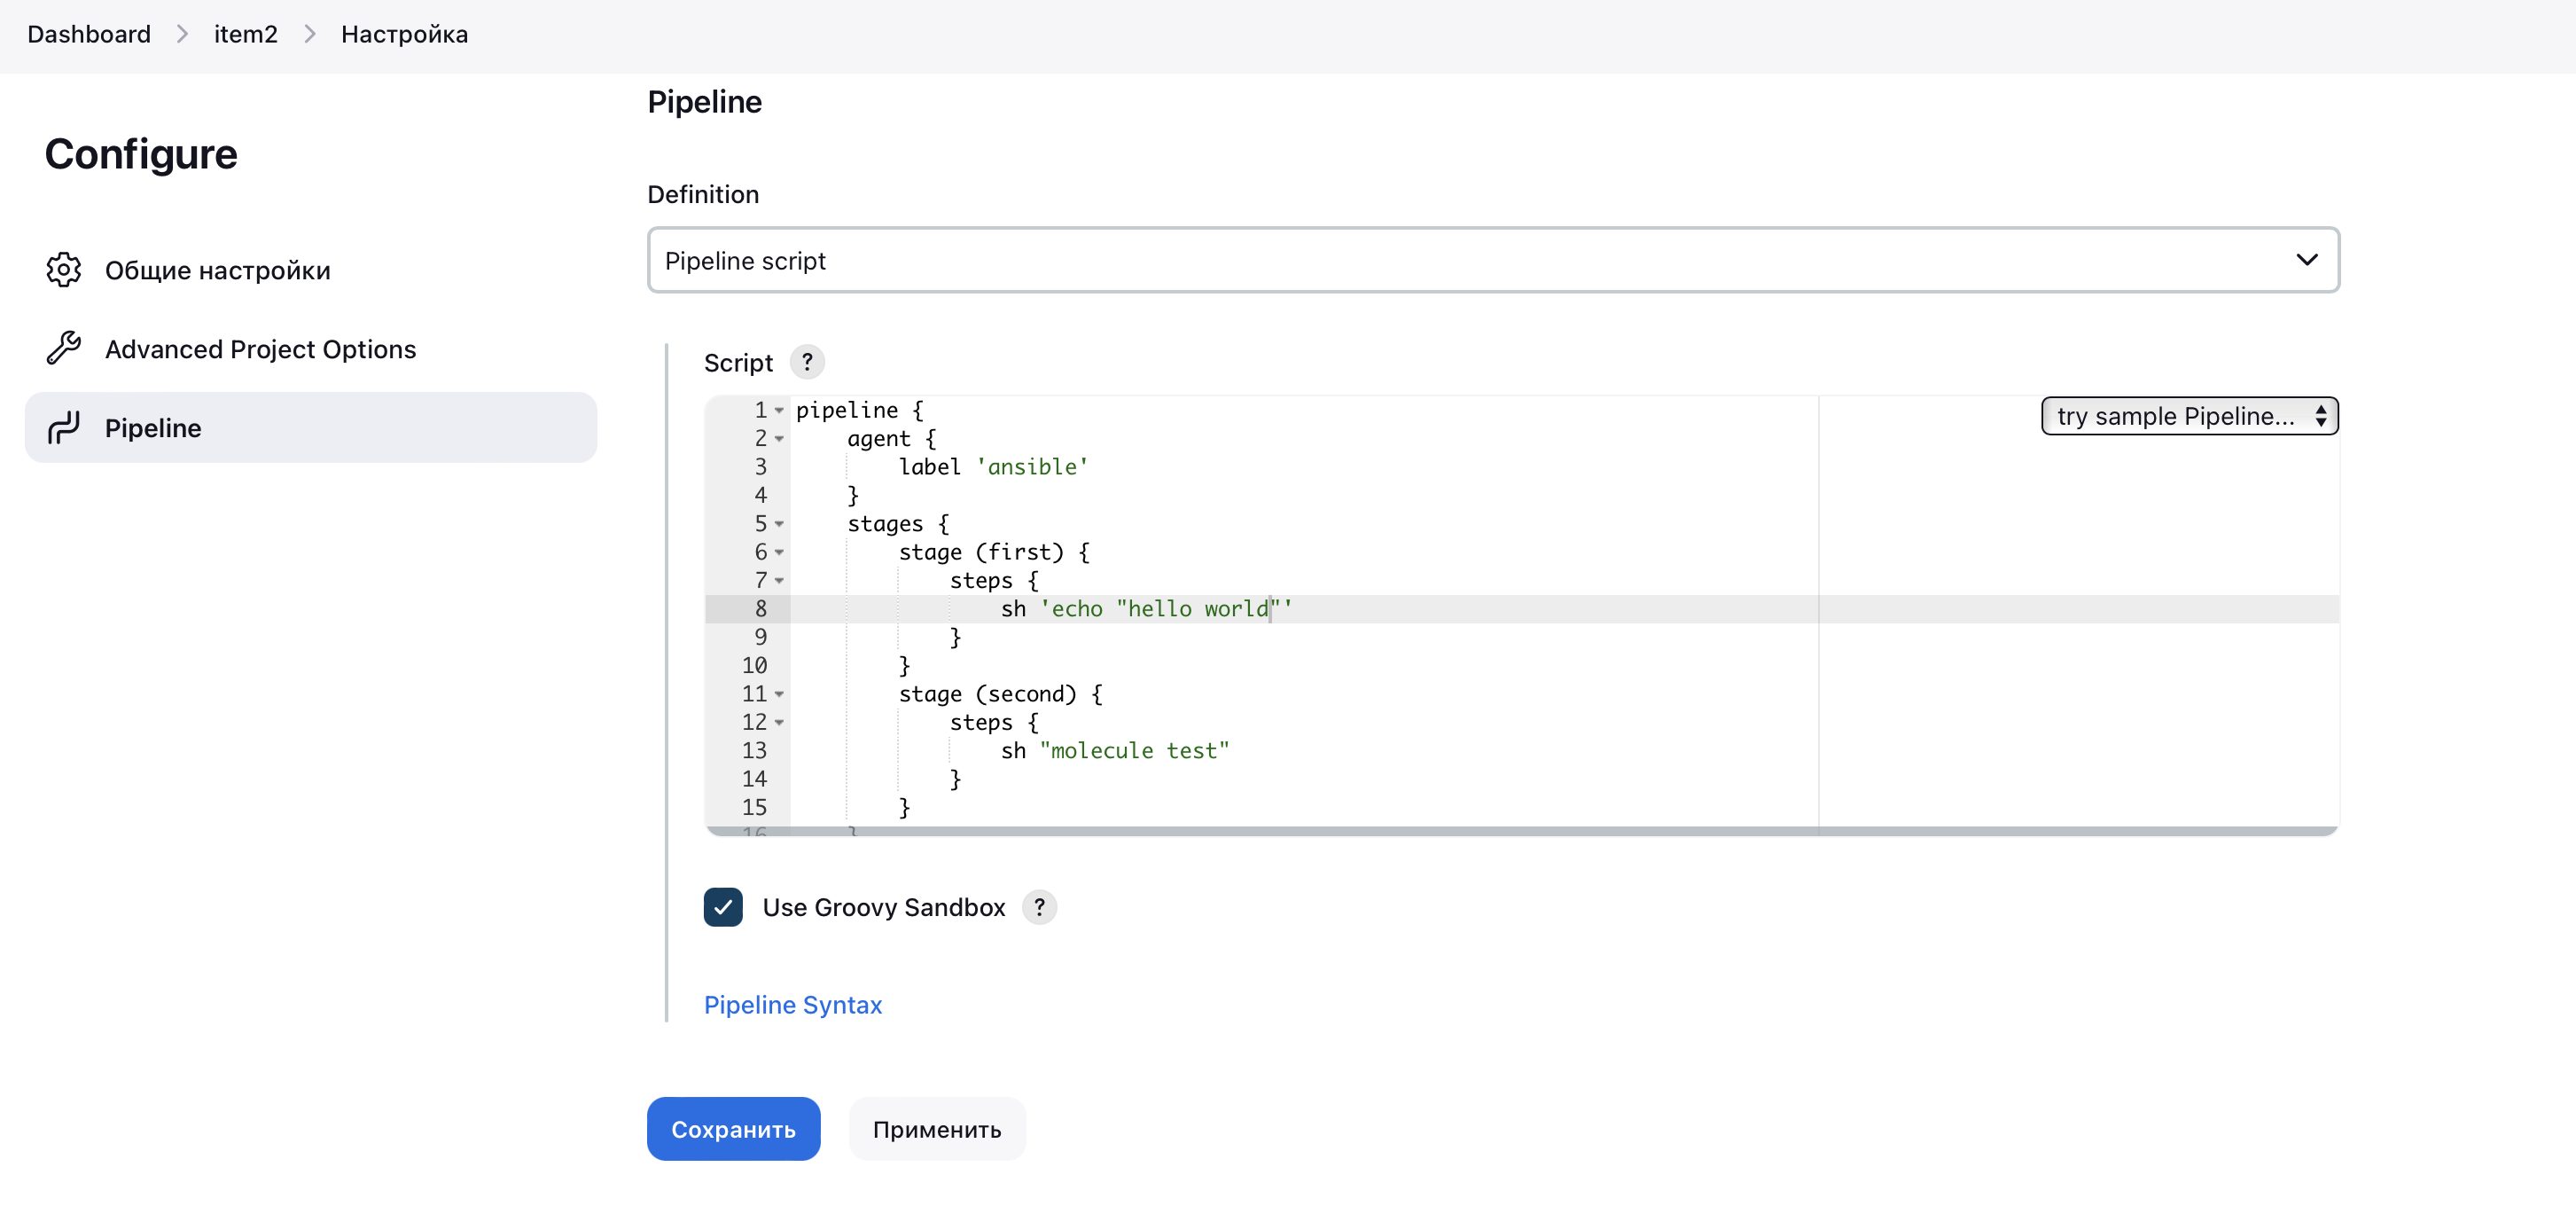 Dashboard > item2 > Настройка
Configure
Общие настройки
Advanced Project Options
Pipeline
Pipeline
Definition
Pipeline script
Script ?
try sample Pipeline...
1 pipeline {
2     agent {
3         label 'ansible'
4     }
5     stages {
6         stage (first) {
7             steps {
8                 sh 'echo "hello world"'
9             }
10         }
11         stage (second) {
12             steps {
13                 sh "molecule test"
14             }
15         }
16     }
Use Groovy Sandbox ?
Pipeline Syntax
Сохранить
Применить